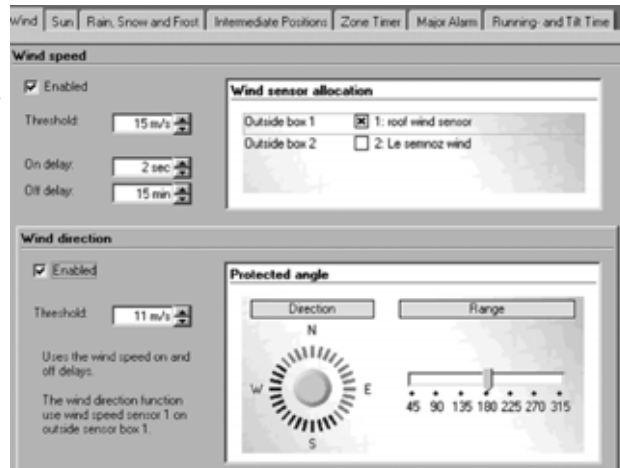 Wind Sun Rain, Snow and Frost Intermediate Positions Zone Timer Major Alarm Running- and Tilt Time
Wind speed
Enabled
Threshold: 15 m/s
On delay: 2 sec
Off delay: 15 min
Wind sensor allocation
Outside box 1 1: roof wind sensor
Outside box 2 2: Le semnoz wind
Wind direction
Enabled
Threshold: 11 m/s
Uses the wind speed on and
off delays.
The wind direction function
use wind speed sensor 1 on
outside sensor box 1.
Protected angle
Direction
N
W E
S
Range
45 90 135 180 225 270 315